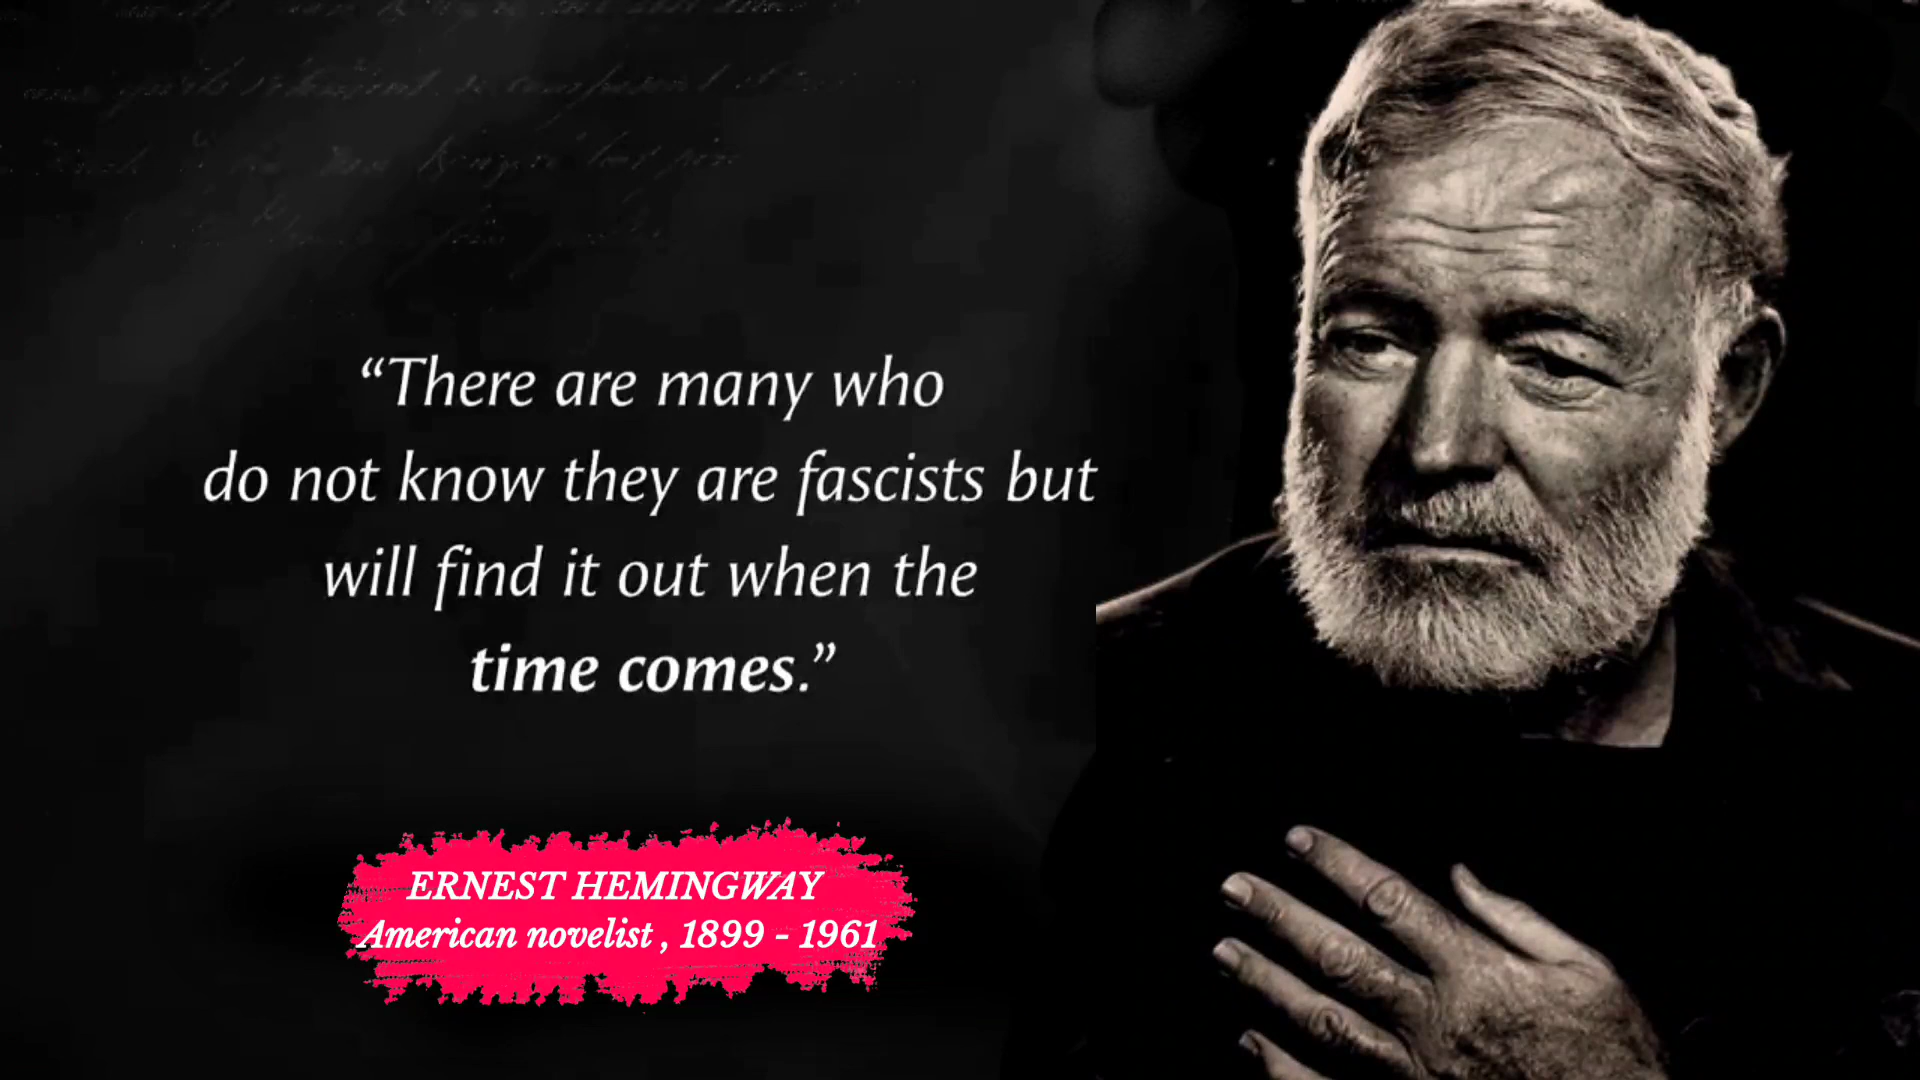 “There are many who
do not know they are fascists but
will find it out when the
time comes.”
ERNEST HEMINGWAY
American novelist , 1899 - 1961